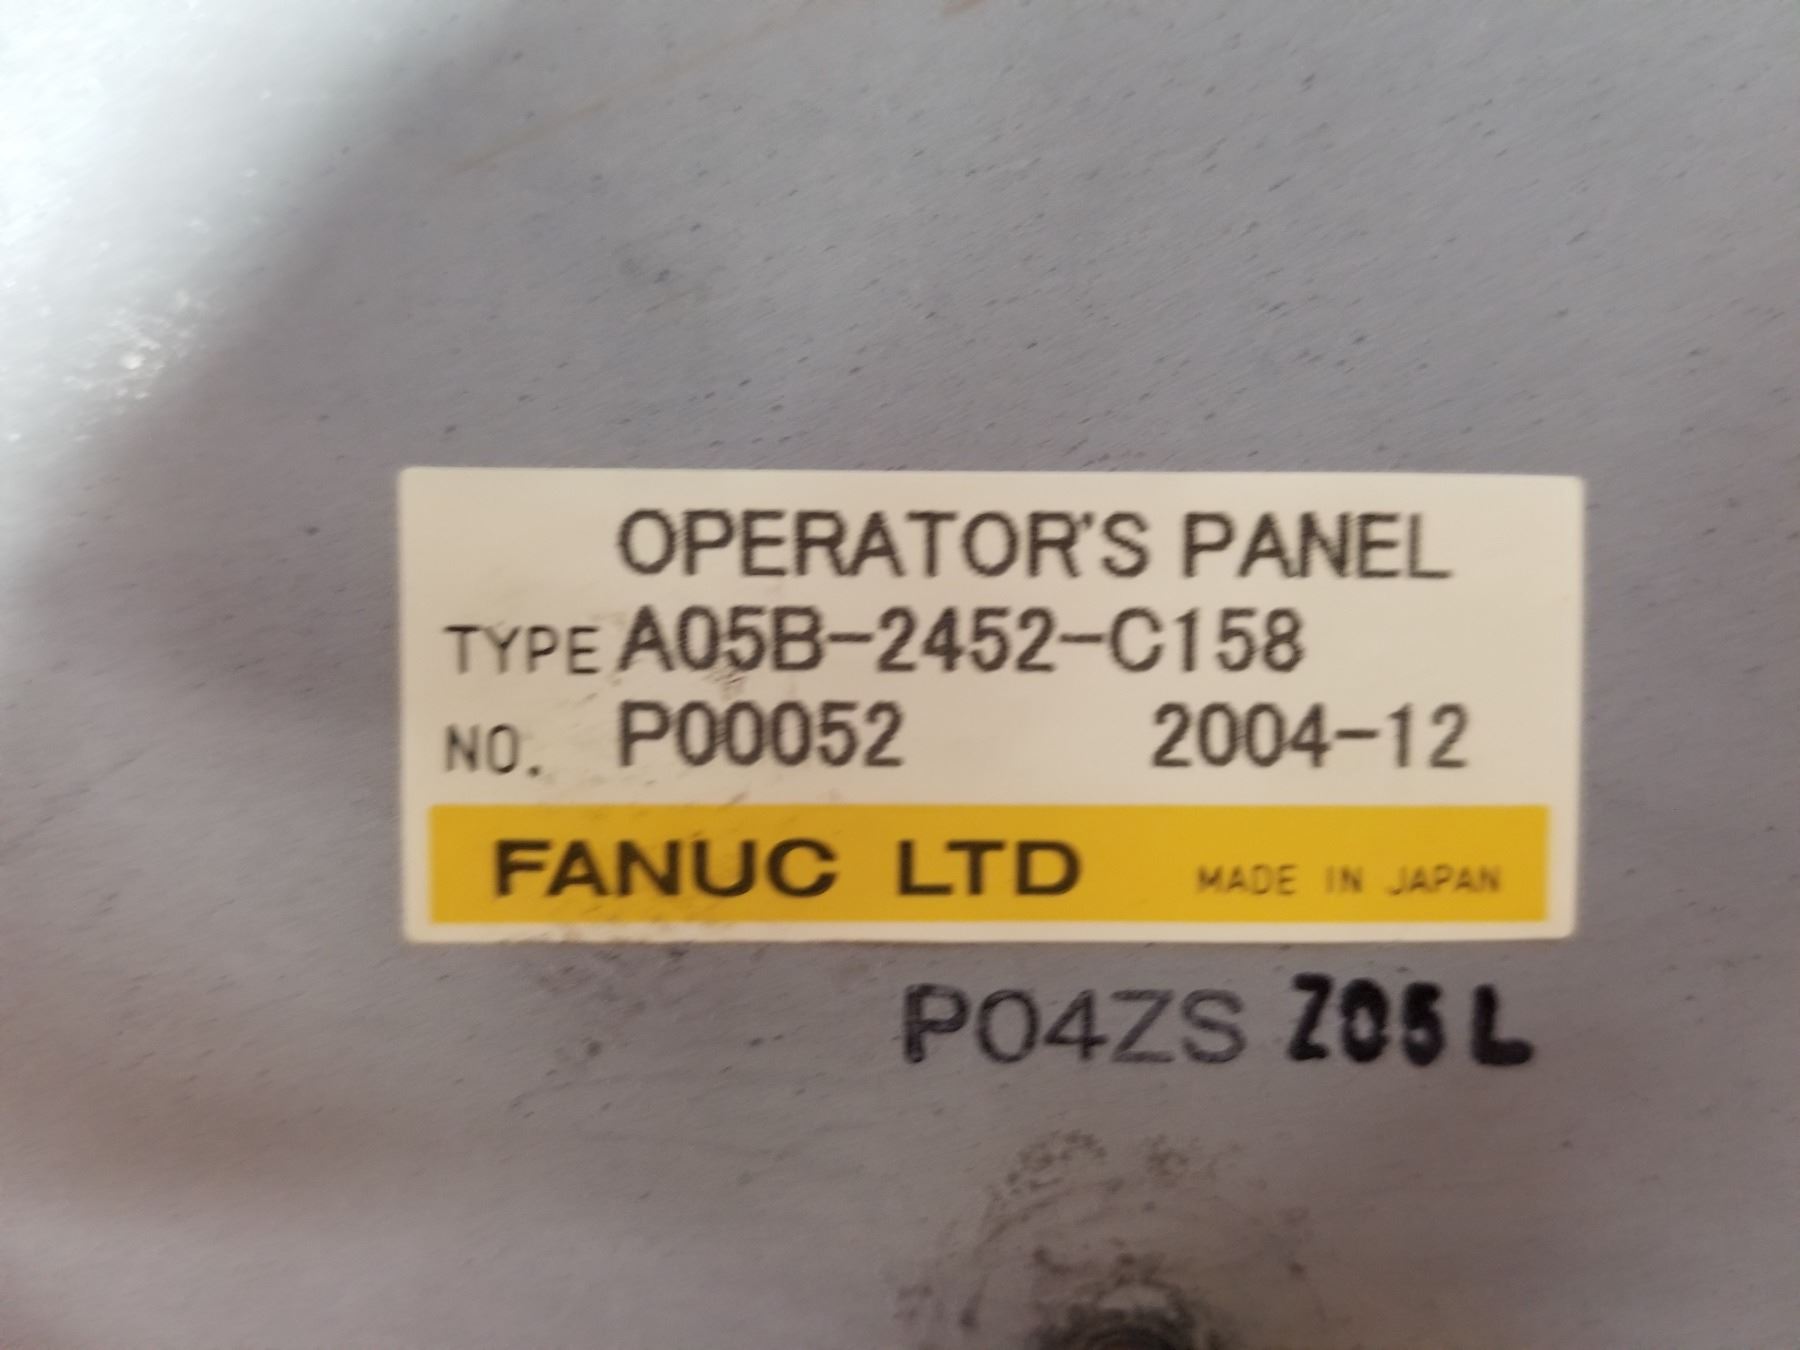 OPERATOR'S PANEL
TYPE A05B-2452-C158
NO. P00052 2004-12
FANUC LTD MADE IN JAPAN
P04ZS Z05L